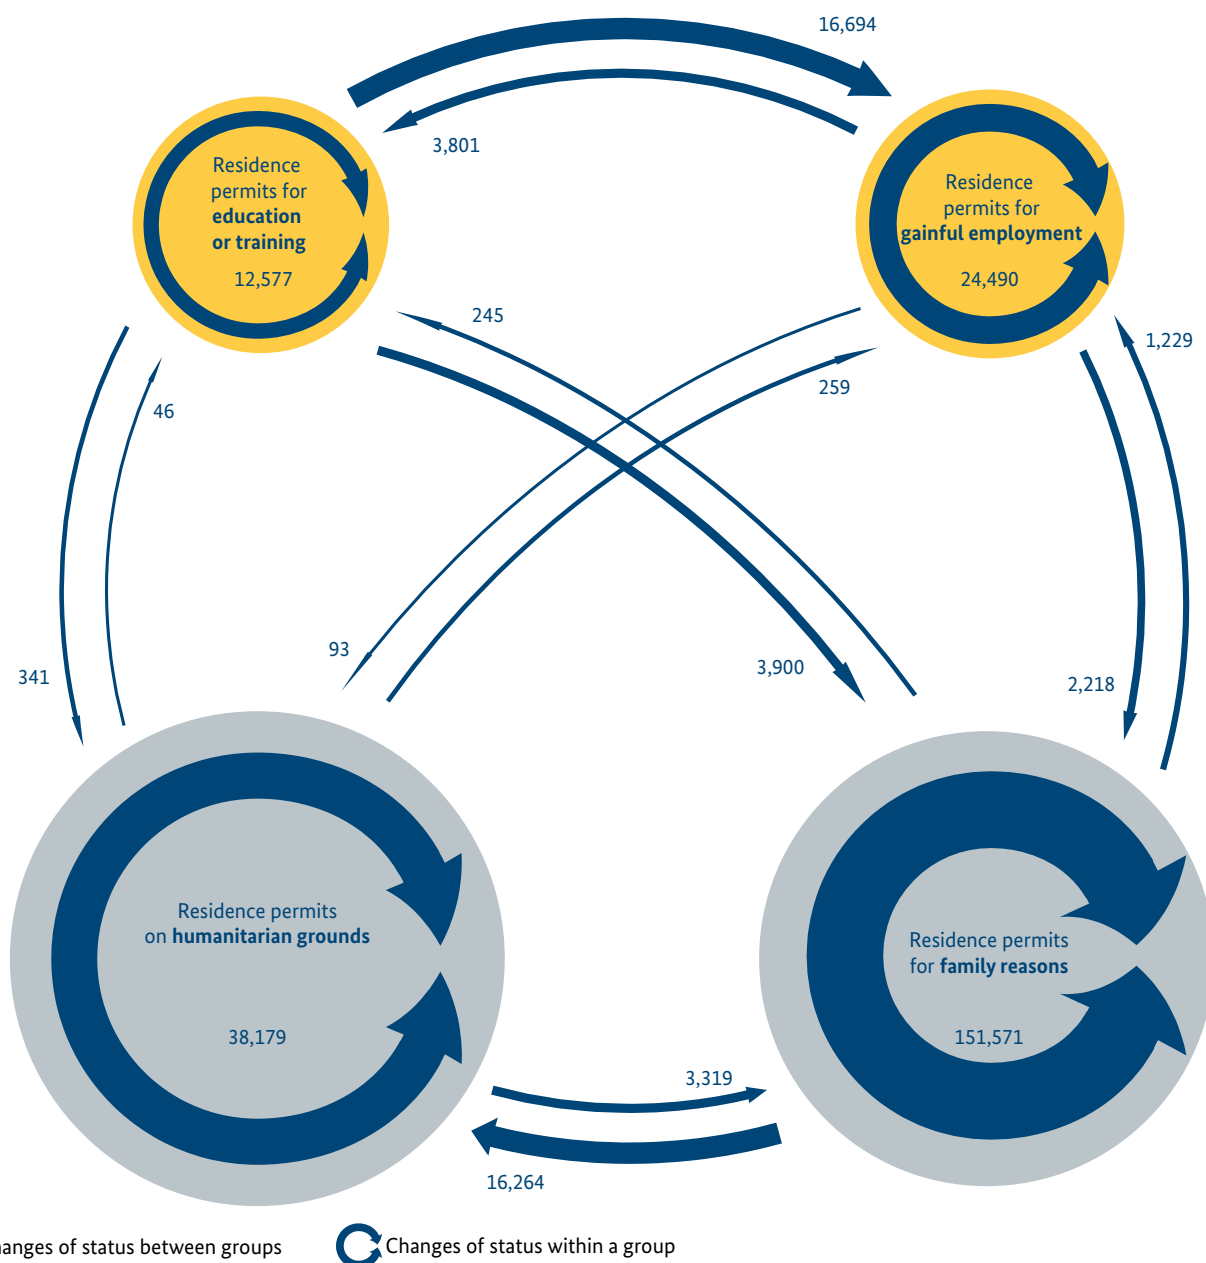 16,694
3,801
Residence
permits for
education
or training
12,577
Residence
permits for
gainful employment
24,490
245
259
1,229
46
93
341
3,900
2,218
Residence permits
on humanitarian grounds
38,179
Residence permits
for family reasons
151,571
3,319
16,264
hanges of status between groups
Changes of status within a group